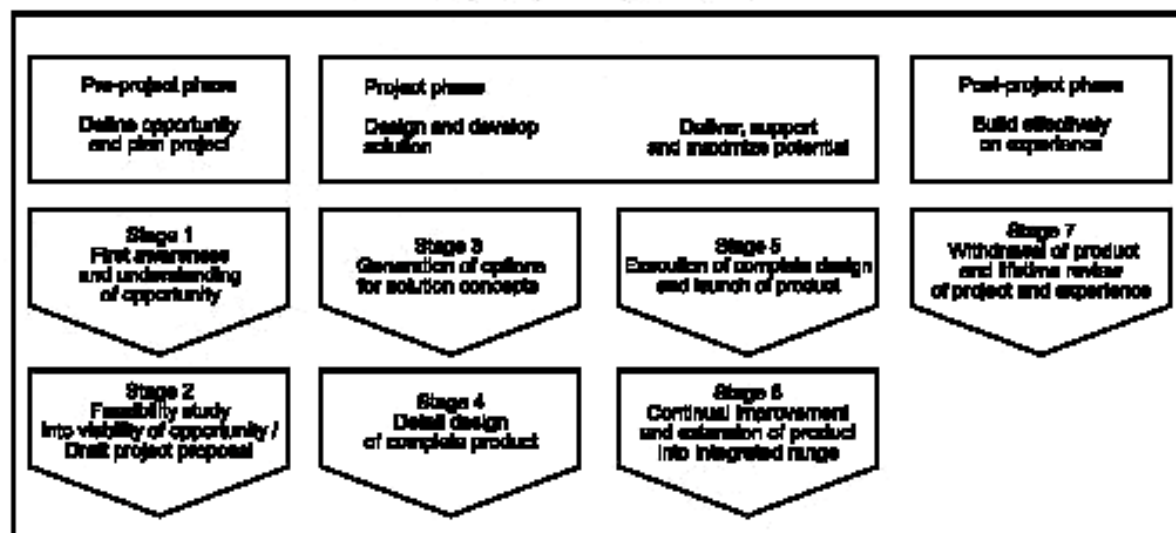 Pre-project phase
Define opportunity
and plan project
Project phase
Design and develop
solution
Deliver, support
and maximize potential
Post-project phase
Build effectively
on experience
Stage 1
First awareness
and understanding
of opportunity
Stage 3
Generation of options
for solution concepts
Stage 5
Execution of complete design
and launch of product
Stage 7
Withdrawal of product
and lifetime review
of project and experience
Stage 2
Feasibility study
into viability of opportunity /
Draft project proposal
Stage 4
Detail design
of complete product
Stage 6
Continual improvement
and extension of product
into integrated range